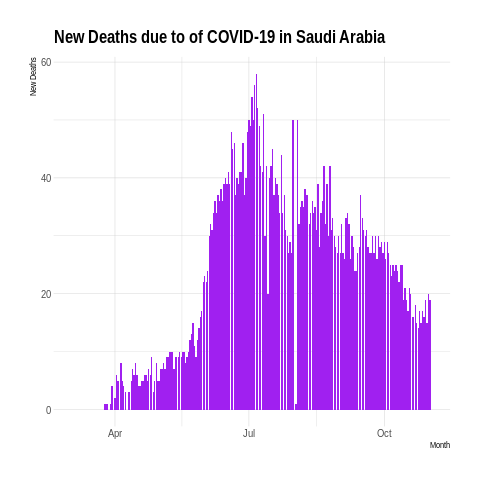 New Deaths due to of COVID-19 in Saudi Arabia
New Deaths
60
40
20
0
Apr
Jul
Oct
Month